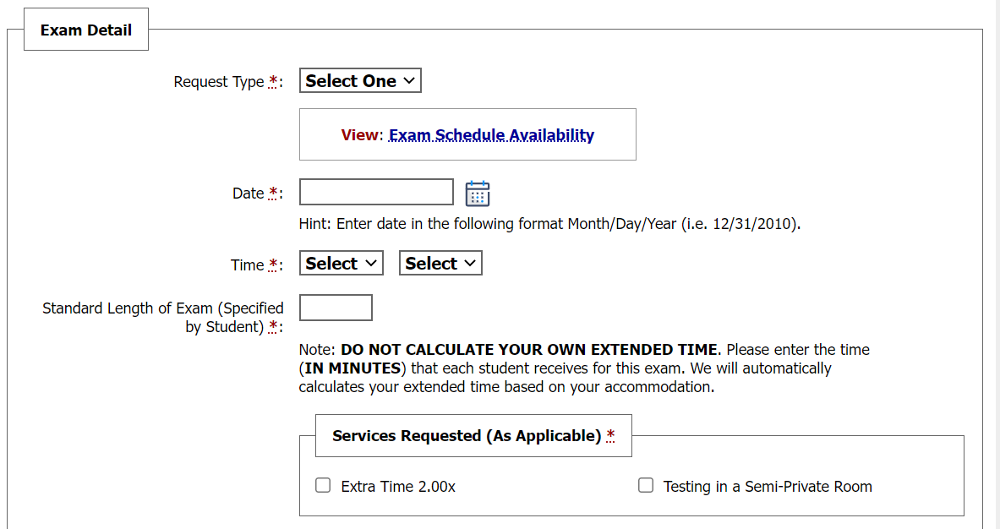 Exam Detail
Request Type *:
Select One
View: Exam Schedule Availability
Date *:
Hint: Enter date in the following format Month/Day/Year (i.e. 12/31/2010).
Time *:
Select
Select
Standard Length of Exam (Specified
by Student) *:
Note: DO NOT CALCULATE YOUR OWN EXTENDED TIME. Please enter the time
(IN MINUTES) that each student receives for this exam. We will automatically
calculates your extended time based on your accommodation.
Services Requested (As Applicable) *
Extra Time 2.00x
Testing in a Semi-Private Room